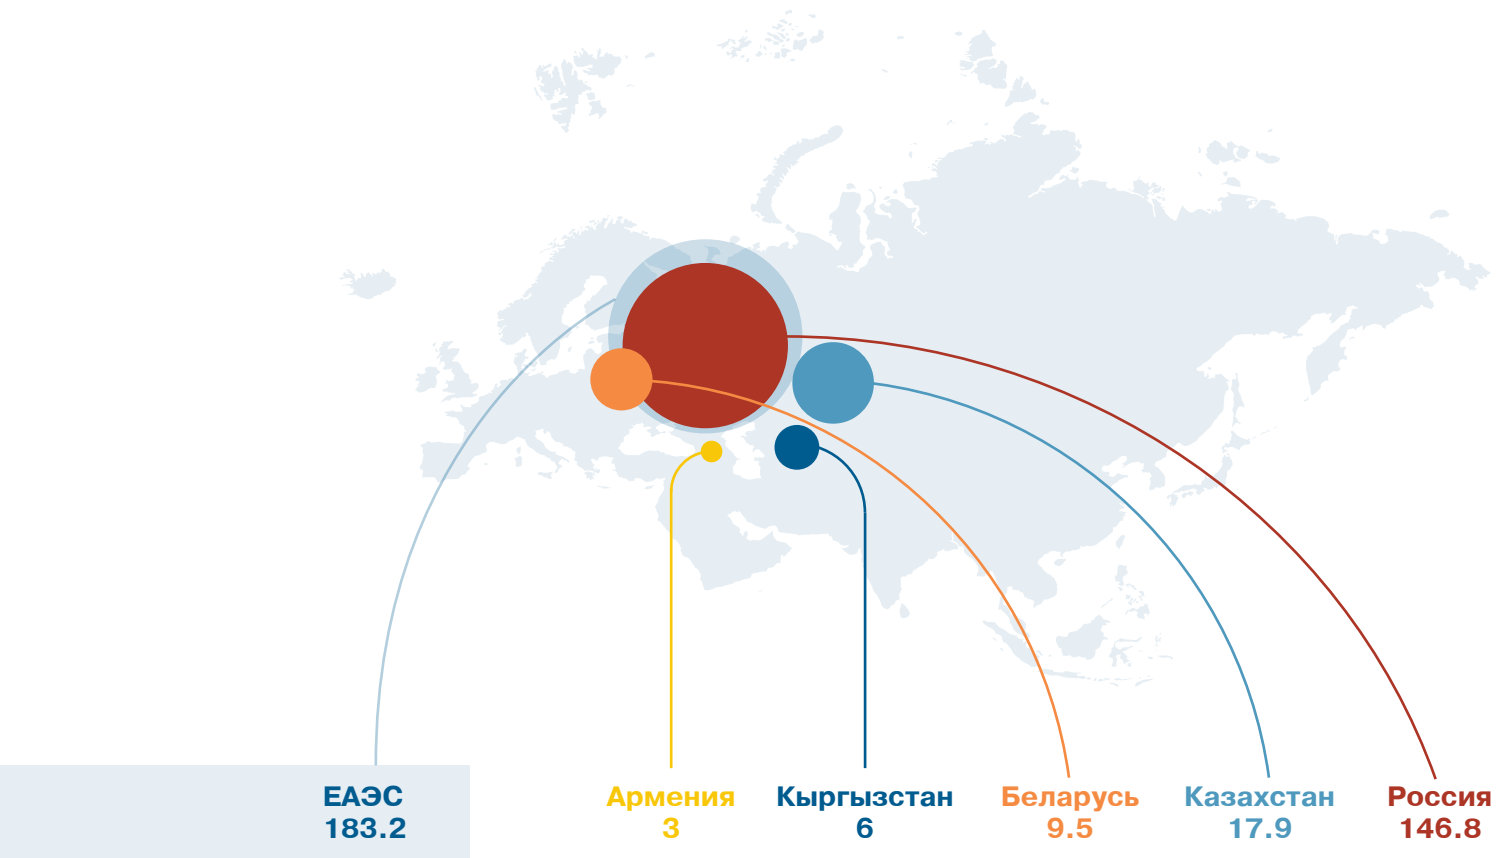 ЕАЭС
183.2
Армения
3
Кыргызстан
6
Беларусь
9.5
Казахстан
17.9
Россия
146.8